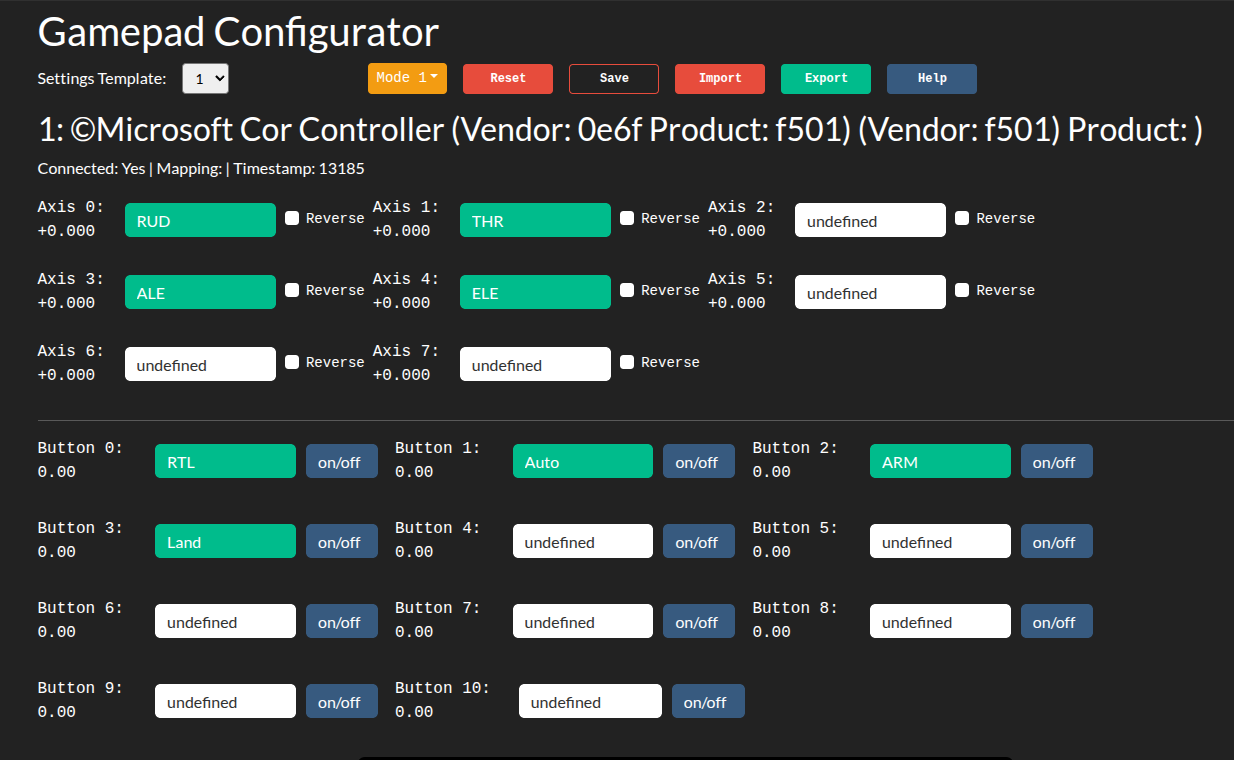 Gamepad Configurator
Settings Template: 1 Mode 1 Reset Save Import Export Help
1: ©Microsoft Cor Controller (Vendor: 0e6f Product: f501) (Vendor: f501) Product: )
Connected: Yes | Mapping: | Timestamp: 13185
Axis 0: RUD Reverse Axis 1: THR Reverse Axis 2: undefined Reverse
+0.000 +0.000 +0.000
Axis 3: ALE Reverse Axis 4: ELE Reverse Axis 5: undefined Reverse
+0.000 +0.000 +0.000
Axis 6: undefined Reverse Axis 7: undefined Reverse
+0.000 +0.000
Button 0: RTL on/off Button 1: Auto on/off Button 2: ARM on/off
0.00 0.00 0.00
Button 3: Land on/off Button 4: undefined on/off Button 5: undefined on/off
0.00 0.00 0.00
Button 6: undefined on/off Button 7: undefined on/off Button 8: undefined on/off
0.00 0.00 0.00
Button 9: undefined on/off Button 10: undefined on/off
0.00 0.00